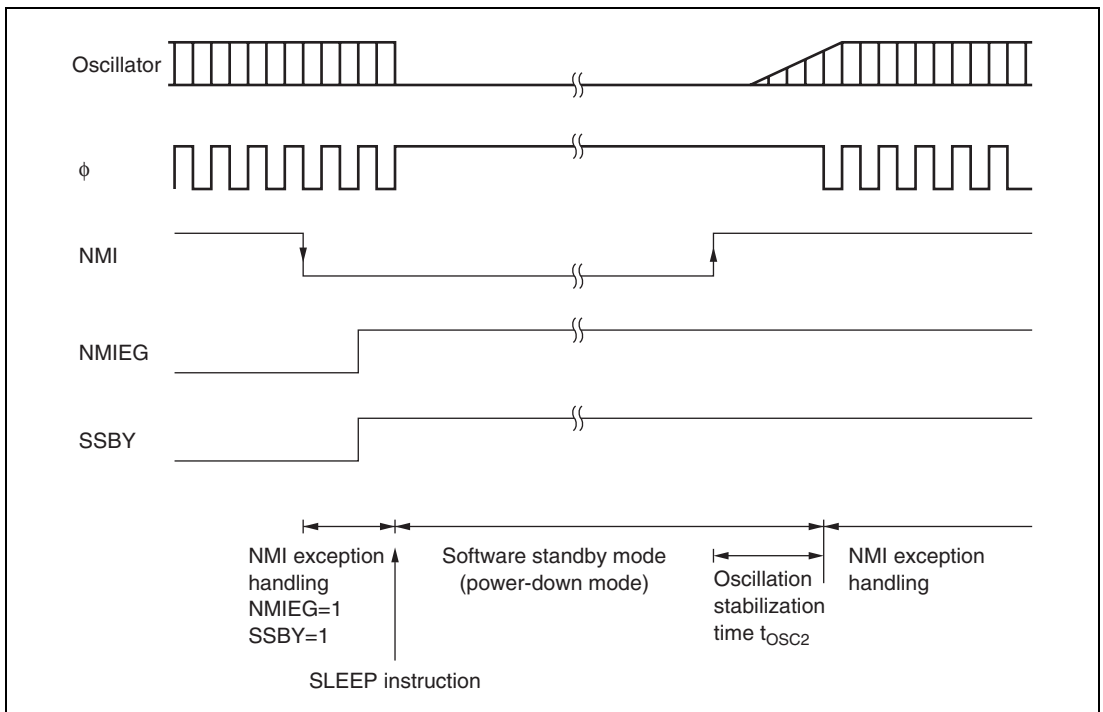 Oscillator
φ
NMI
NMIEG
SSBY
NMI exception
handling
NMIEG=1
SSBY=1
Software standby mode
(power-down mode)
Oscillation
stabilization
time tOSC2
NMI exception
handling
SLEEP instruction